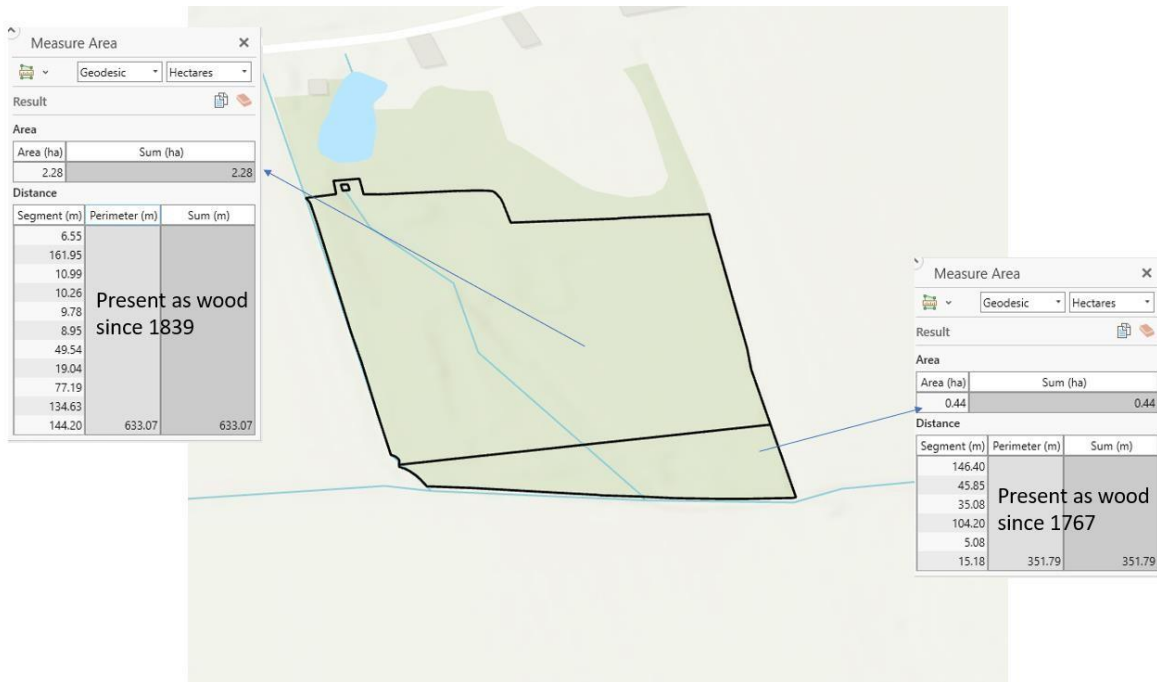 Measure Area
Geodesic Hectares
Result
Area
Area (ha) Sum (ha)
2.28 2.28
Distance
Segment (m) Perimeter (m) Sum (m)
6.55
161.95
10.99
10.26
9.78
8.95
49.54
19.04
77.19
134.63
144.20 633.07 633.07
Present as wood
since 1839
Measure Area
Geodesic Hectares
Result
Area
Area (ha) Sum (ha)
0.44 0.44
Distance
Segment (m) Perimeter (m) Sum (m)
146.40
45.85
35.08
104.20
5.08
15.18 351.79 351.79
Present as wood
since 1767